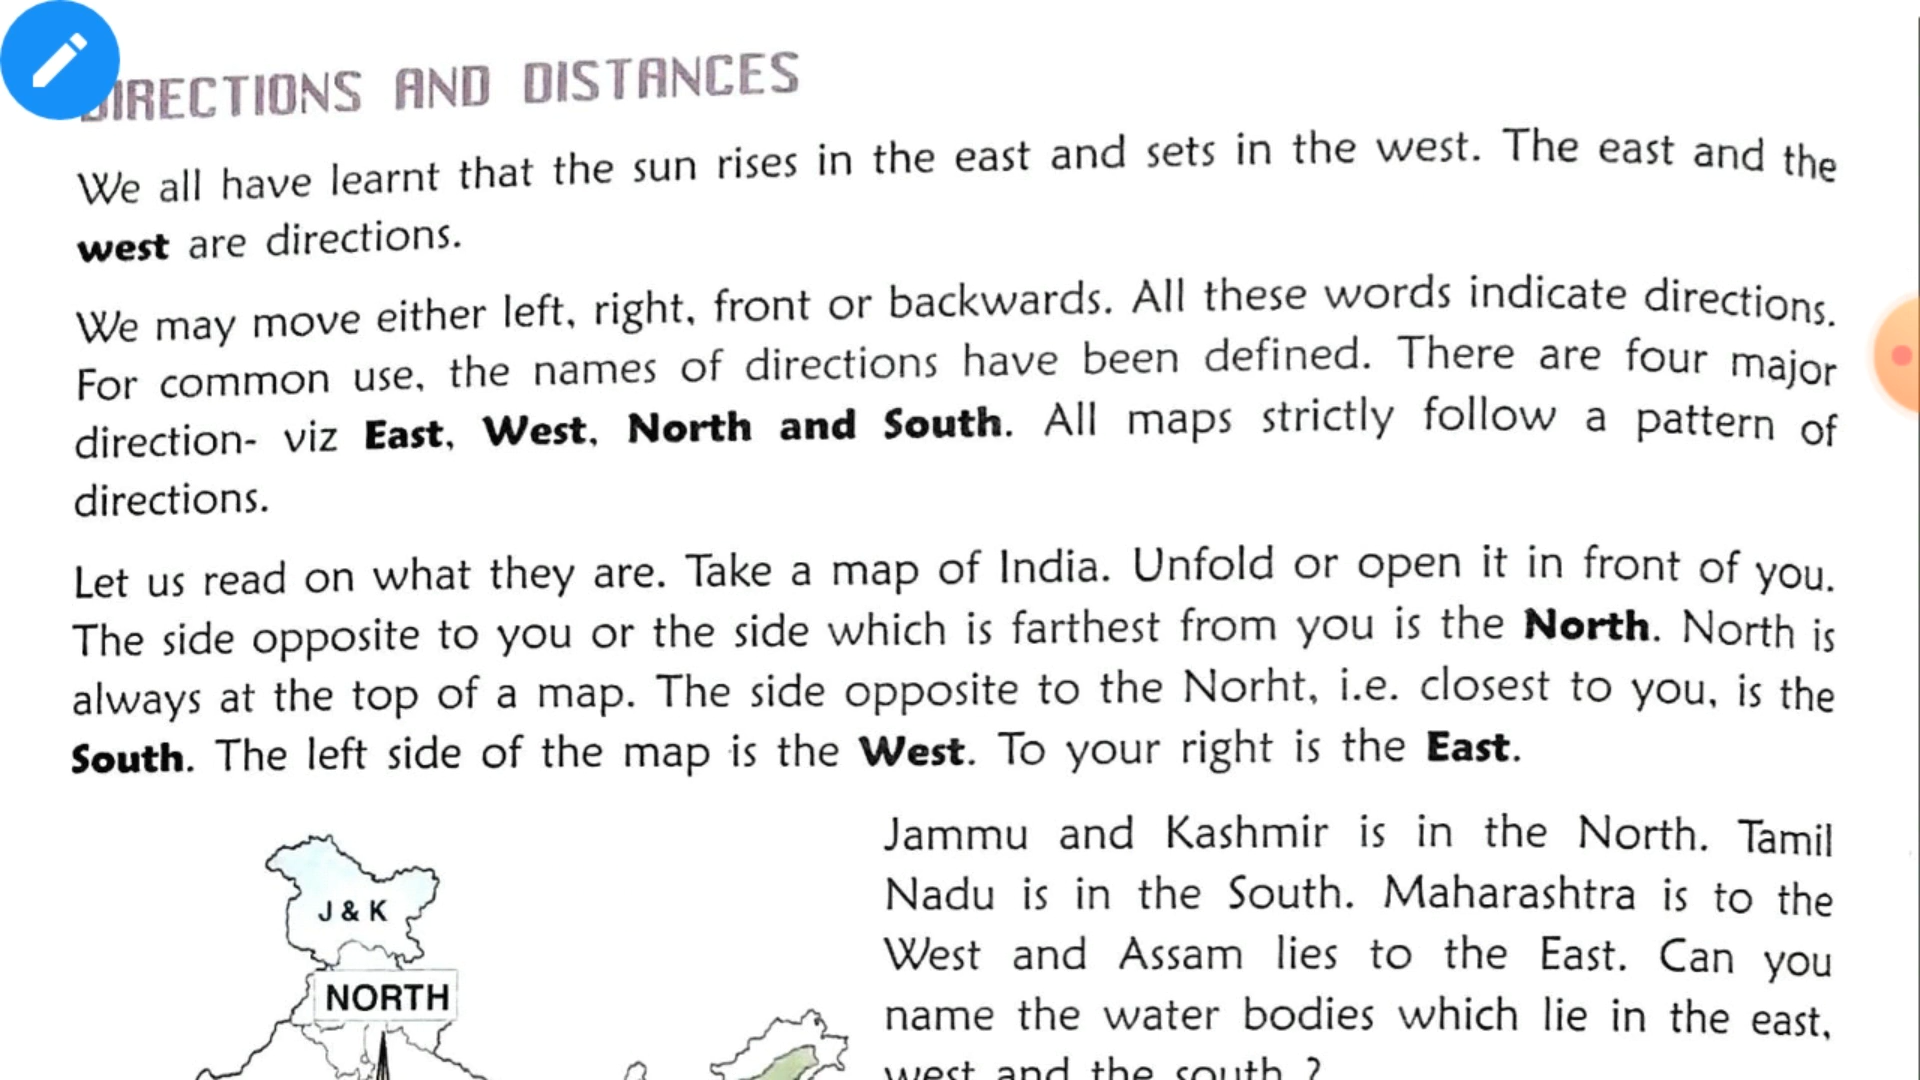 DIRECTIONS AND DISTANCES
We all have learnt that the sun rises in the east and sets in the west. The east and the
west are directions.
We may move either left, right, front or backwards. All these words indicate directions.
For common use, the names of directions have been defined. There are four major
direction- viz East, West, North and South. All maps strictly follow a pattern of
directions.
Let us read on what they are. Take a map of India. Unfold or open it in front of you.
The side opposite to you or the side which is farthest from you is the North. North is
always at the top of a map. The side opposite to the Norht, i.e. closest to you, is the
South. The left side of the map is the West. To your right is the East.
Jammu and Kashmir is in the North. Tamil
Nadu is in the South. Maharashtra is to the
West and Assam lies to the East. Can you
name the water bodies which lie in the east,
west and the south ?
J & K
NORTH